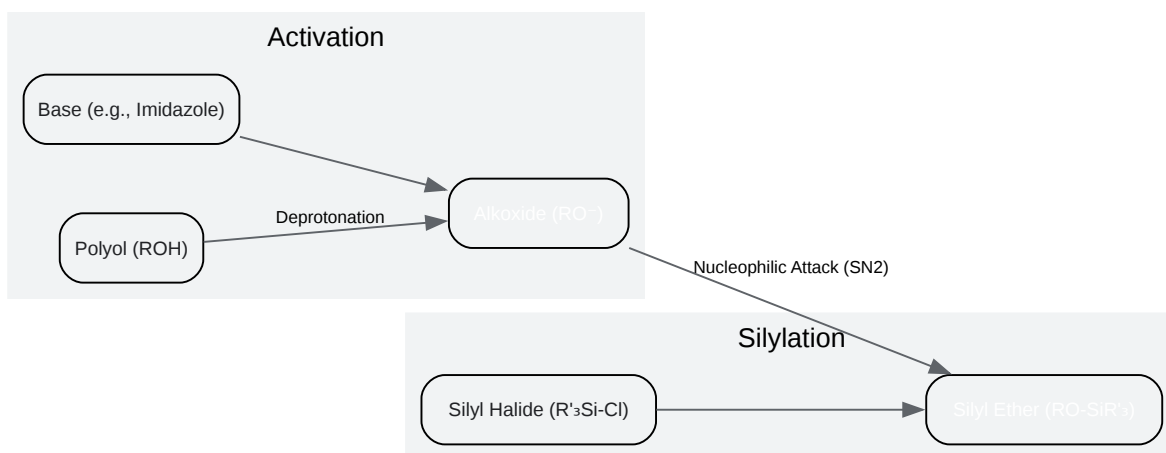 Activation
Base (e.g., Imidazole)
Alkoxide (RO⁻)
Deprotonation
Polyol (ROH)
Nucleophilic Attack (SN2)
Silylation
Silyl Halide (R'₃Si-Cl)
Silyl Ether (RO-SiR'₃)